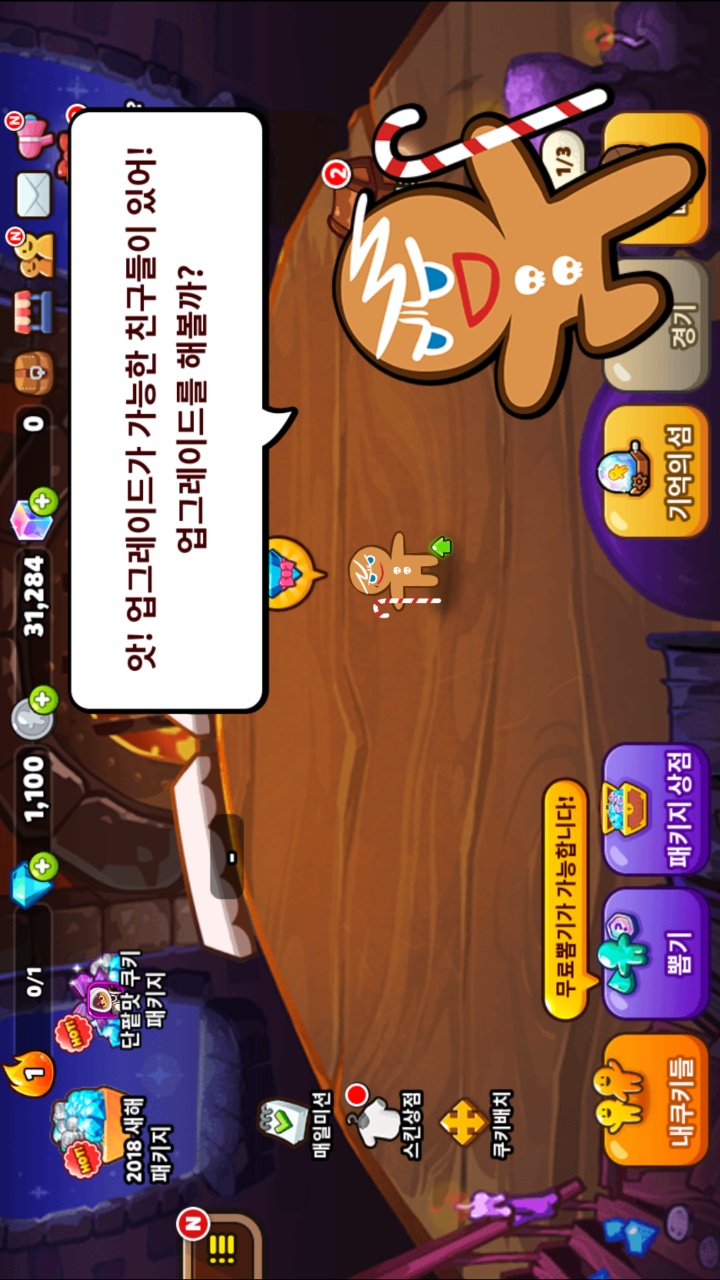 1
0/1
1,100
31,284
0
N
N
HOT!
2018 새해
패키지
HOT!
단팥맛 쿠키
패키지
앗! 업그레이드가 가능한 친구들이 있어!
업그레이드를 해볼까?
N
매일미션
스킨상점
쿠키배치
2
1/3
무료뽑기가 가능합니다!
내쿠키들
뽑기
패키지 상점
기억의 섬
경기